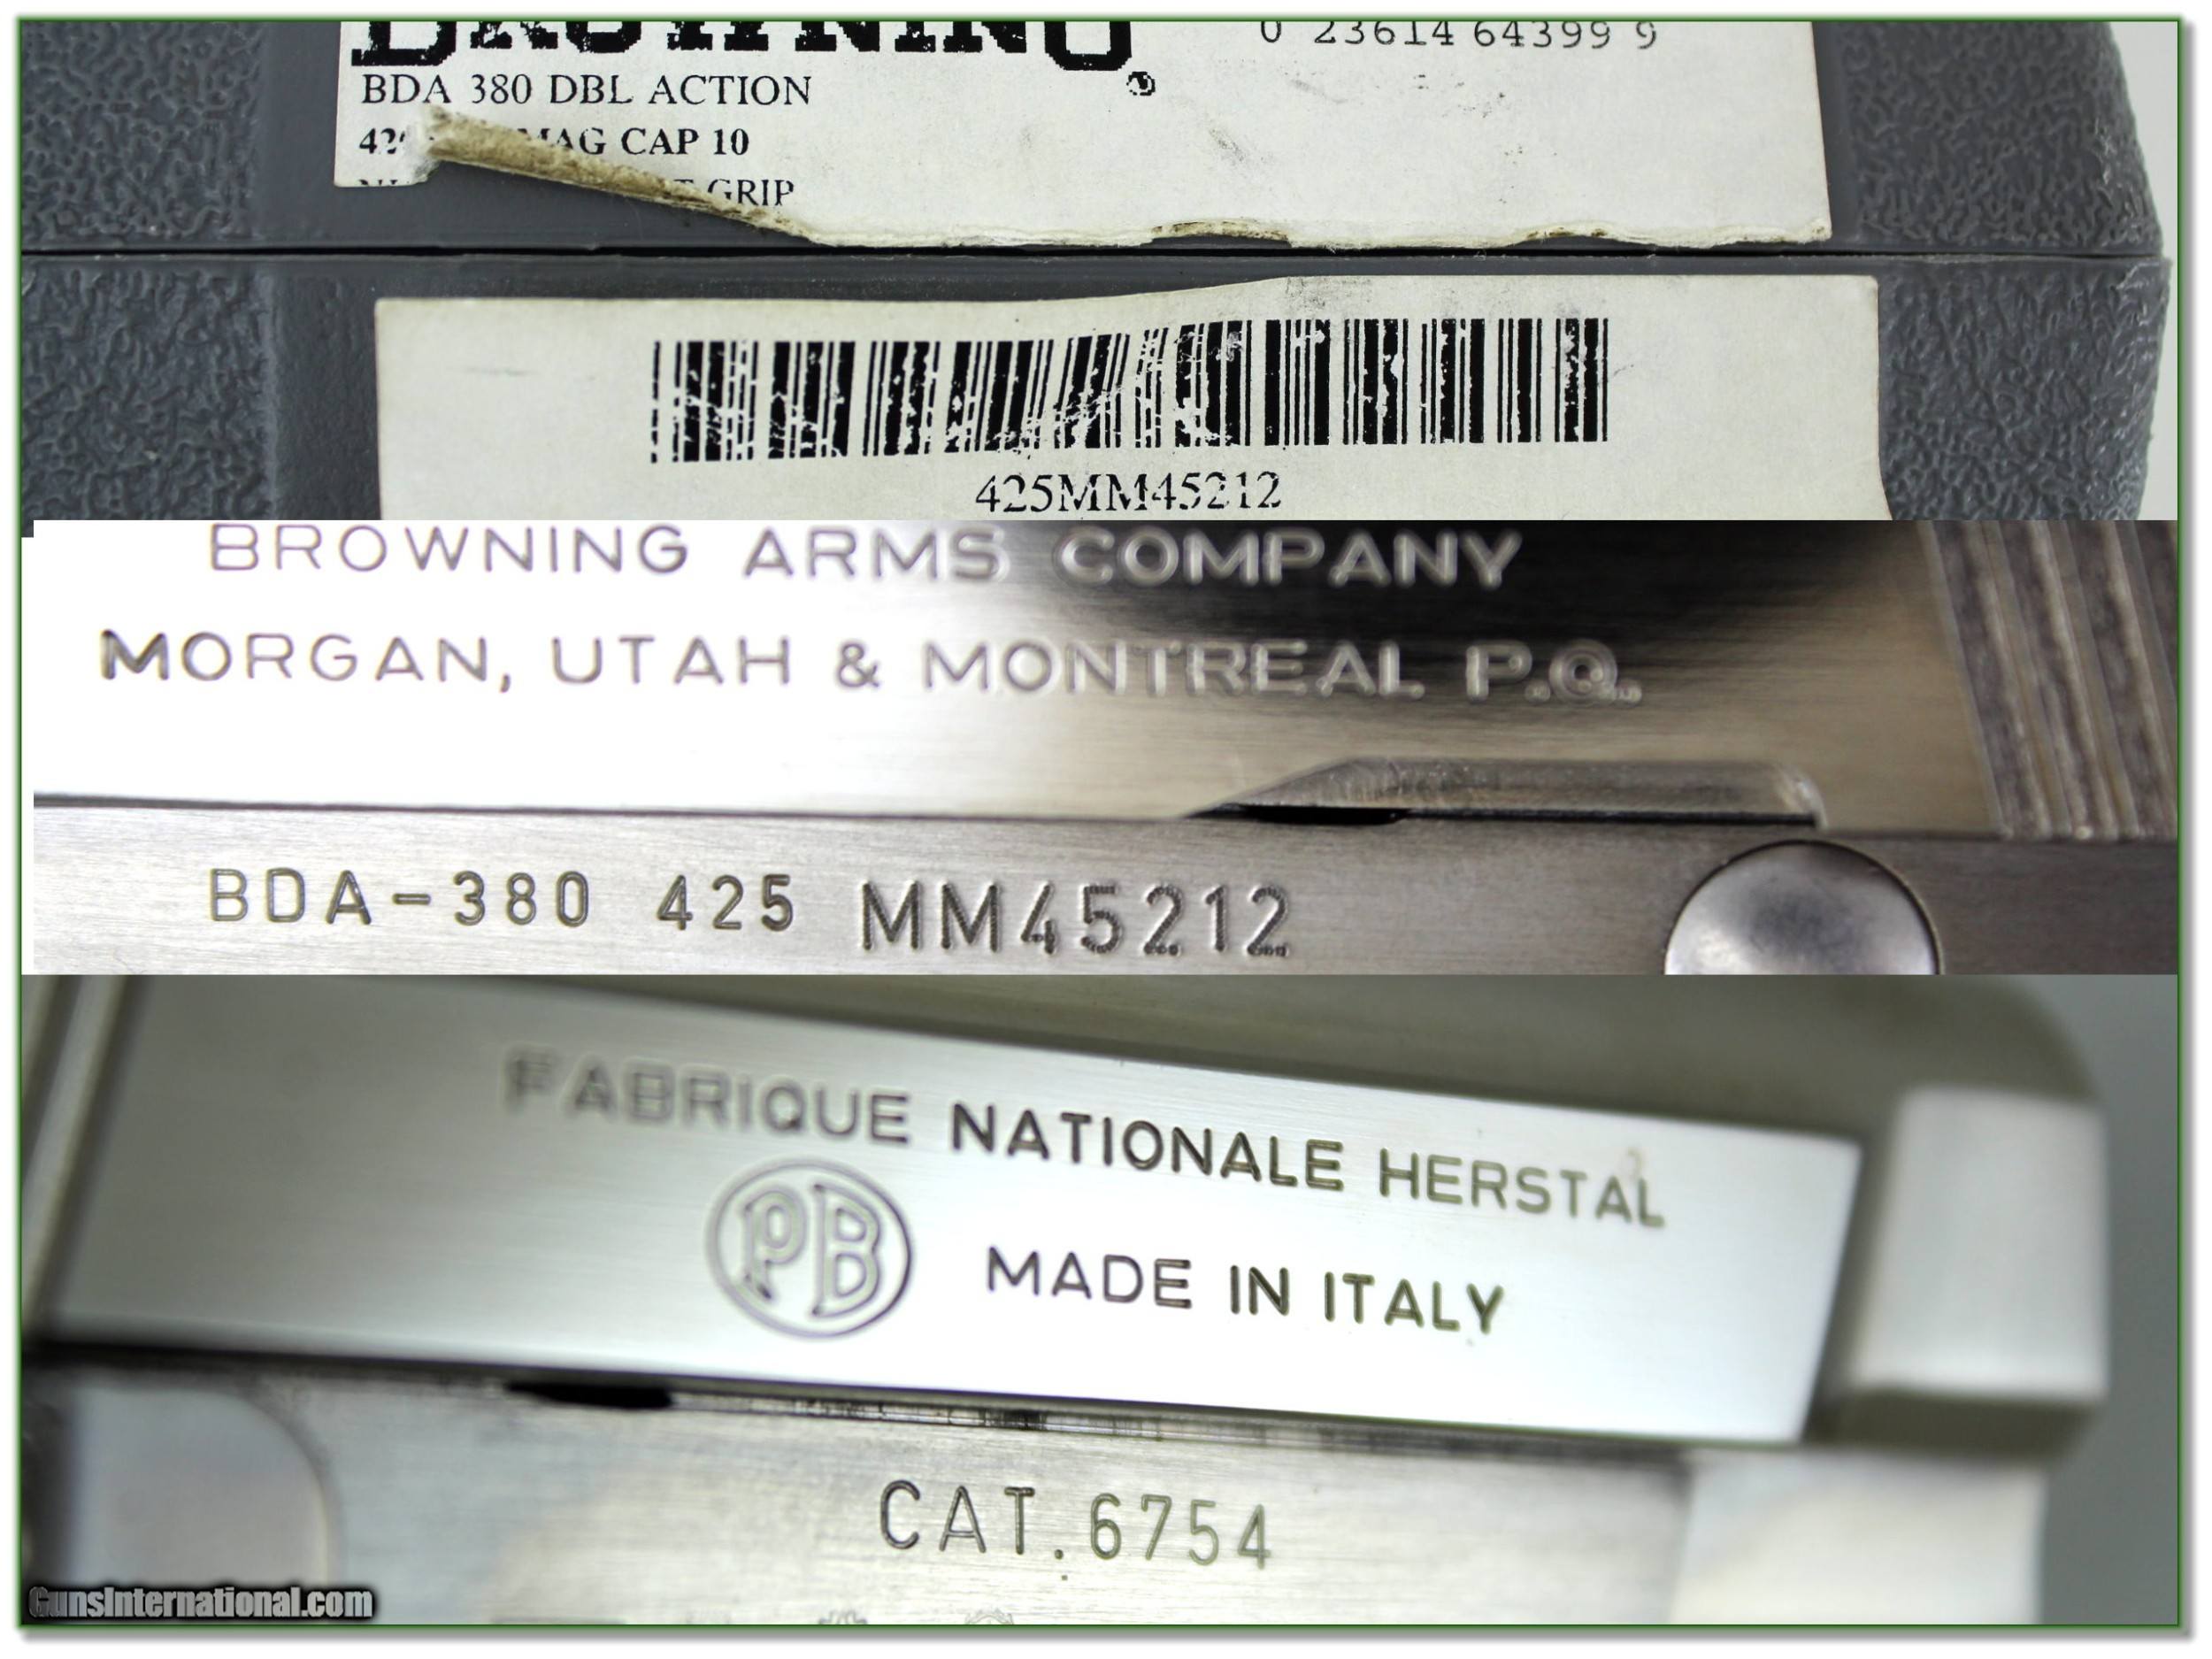 BROWNING®
0 23614 64399 9
BDA 380 DBL ACTION
MAG CAP 10
GRIP
425MM45212
BROWNING ARMS COMPANY
MORGAN, UTAH & MONTREAL P.Q.
BDA-380 425 MM45212
FABRIQUE NATIONALE HERSTAL
PB MADE IN ITALY
CAT.6754
GunsInternational.com